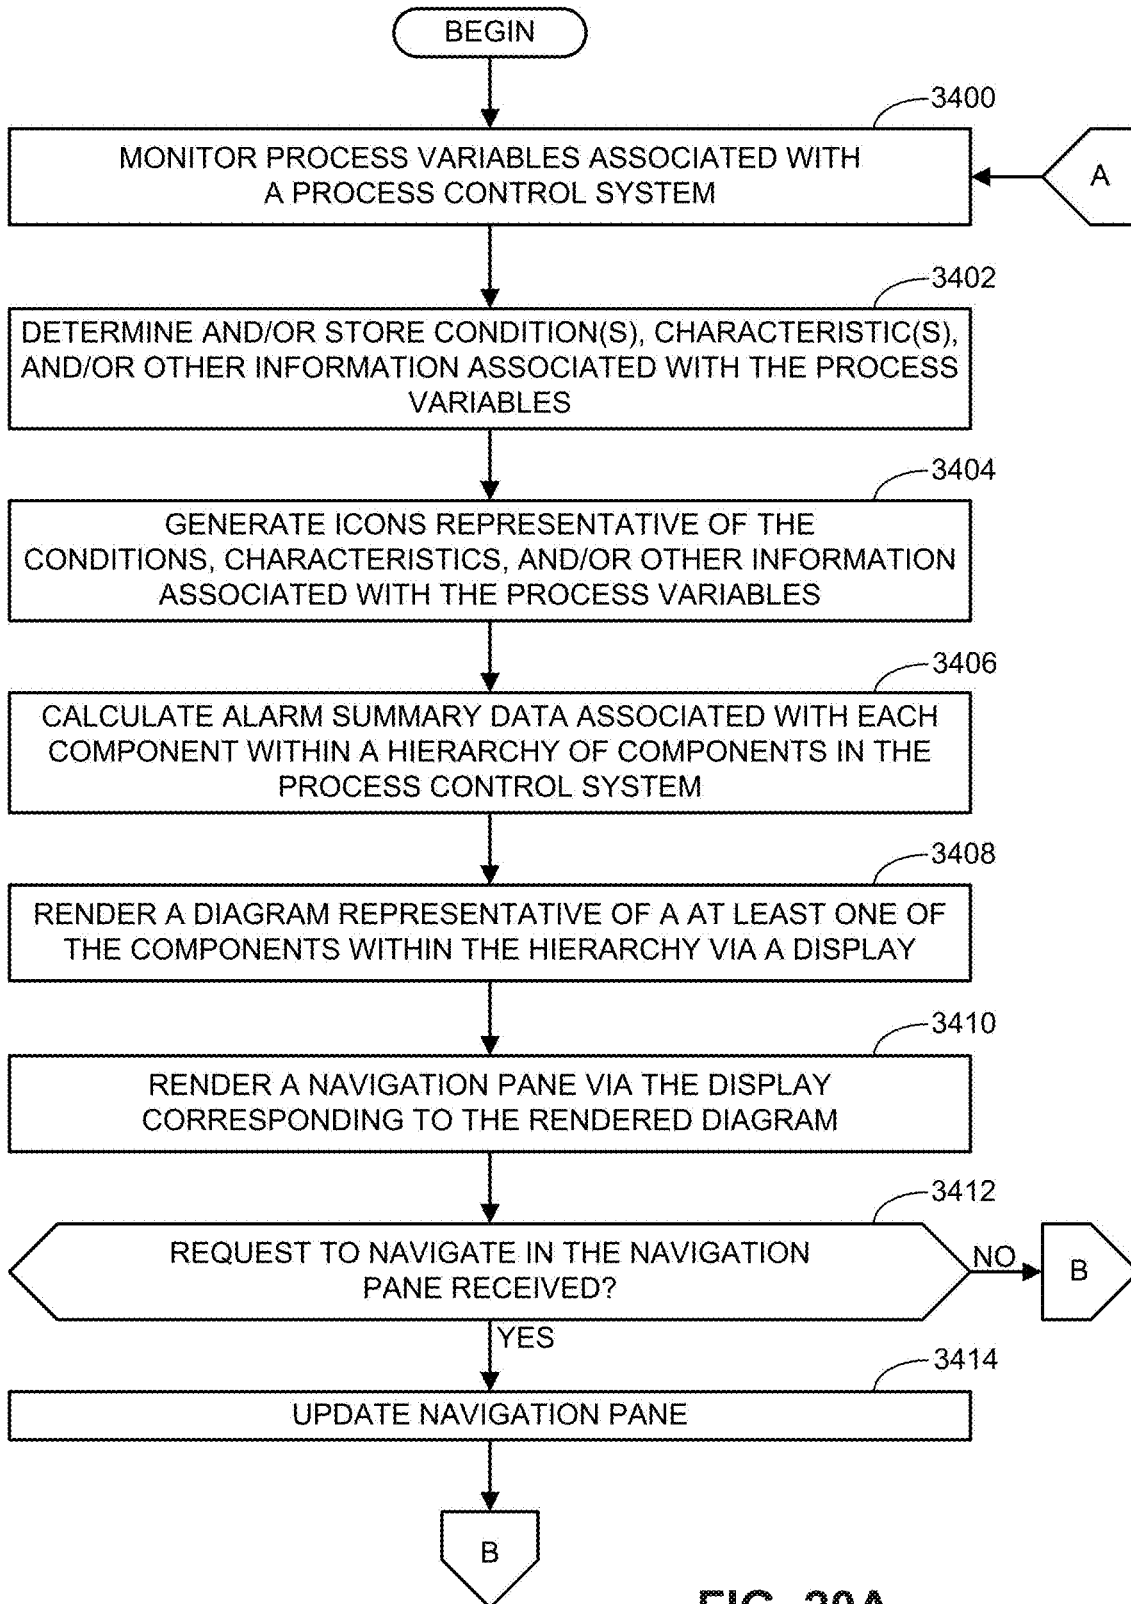 BEGIN
3400
MONITOR PROCESS VARIABLES ASSOCIATED WITH
A PROCESS CONTROL SYSTEM
A
3402
DETERMINE AND/OR STORE CONDITION(S), CHARACTERISTIC(S),
AND/OR OTHER INFORMATION ASSOCIATED WITH THE PROCESS
VARIABLES
3404
GENERATE ICONS REPRESENTATIVE OF THE
CONDITIONS, CHARACTERISTICS, AND/OR OTHER INFORMATION
ASSOCIATED WITH THE PROCESS VARIABLES
3406
CALCULATE ALARM SUMMARY DATA ASSOCIATED WITH EACH
COMPONENT WITHIN A HIERARCHY OF COMPONENTS IN THE
PROCESS CONTROL SYSTEM
3408
RENDER A DIAGRAM REPRESENTATIVE OF A AT LEAST ONE OF
THE COMPONENTS WITHIN THE HIERARCHY VIA A DISPLAY
3410
RENDER A NAVIGATION PANE VIA THE DISPLAY
CORRESPONDING TO THE RENDERED DIAGRAM
3412
REQUEST TO NAVIGATE IN THE NAVIGATION
PANE RECEIVED?
NO
B
YES
3414
UPDATE NAVIGATION PANE
B
FIG. 39A